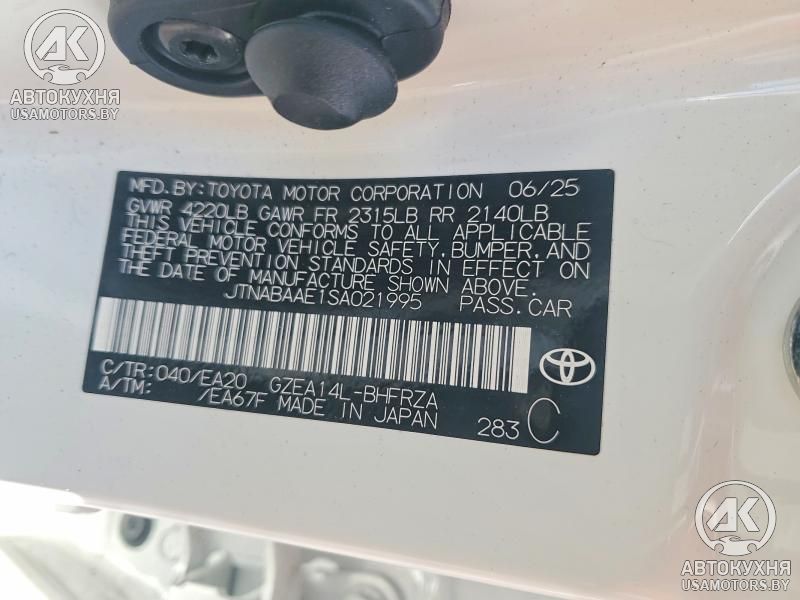 AK
АВТОКУХНЯ
USAMOTORS.BY
MFD.BY:TOYOTA MOTOR CORPORATION 06/25
GVWR 4220LB GAWR FR 2315LB RR 2140LB
THIS VEHICLE CONFORMS TO ALL APPLICABLE
FEDERAL MOTOR VEHICLE SAFETY,BUMPER,AND
THEFT PREVENTION STANDARDS IN EFFECT ON
THE DATE OF MANUFACTURE SHOWN ABOVE.
JTNABAAE1SA021995 PASS.CAR
C/TR:040/EA20 GZEA14L-BHFRZA
A/TM: /EA67F MADE IN JAPAN 283 C
AK
АВТОКУХНЯ
USAMOTORS.BY